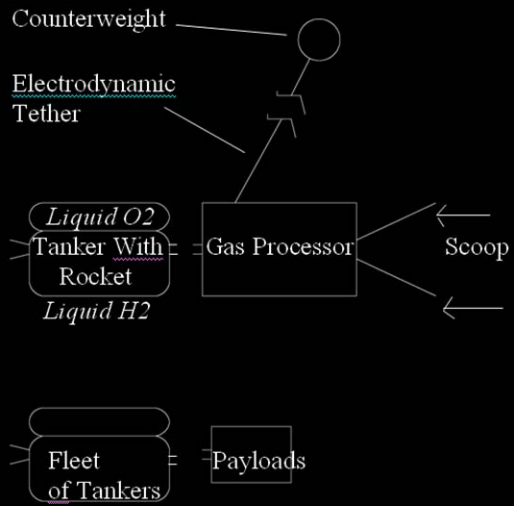 Counterweight
Electrodynamic
Tether
Liquid O2
Tanker With
Rocket
Liquid H2
Gas Processor
Scoop
Fleet
of Tankers
Payloads